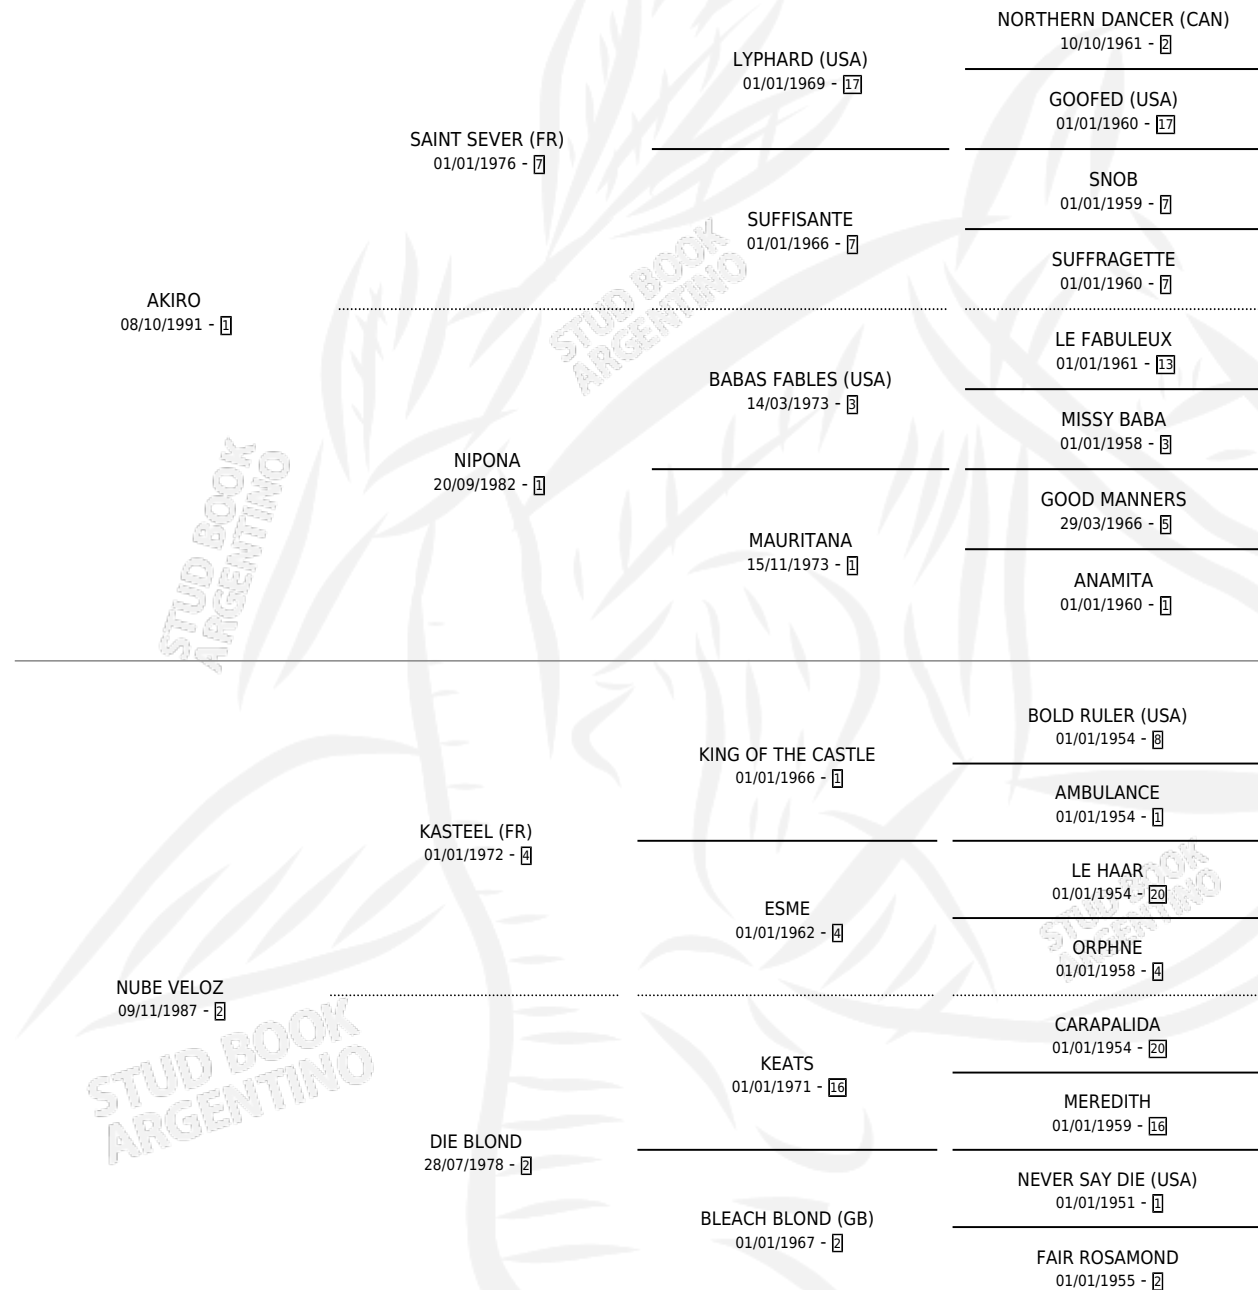 NORTHERN DANCER (CAN)
10/10/1961 - 2
LYPHARD (USA)
01/01/1969 - 17
GOOFED (USA)
01/01/1960 - 17
SAINT SEVER (FR)
01/01/1976 - 7
SNOB
01/01/1959 - 7
SUFFISANTE
01/01/1966 - 7
SUFFRAGETTE
01/01/1960 - 7
AKIRO
08/10/1991 - 1
STUD BOOK
ARGENTINO
LE FABULEUX
01/01/1961 - 13
BABAS FABLES (USA)
14/03/1973 - 3
MISSY BABA
01/01/1958 - 3
NIPONA
20/09/1982 - 1
GOOD MANNERS
29/03/1966 - 5
MAURITANA
15/11/1973 - 1
ANAMITA
01/01/1960 - 1
STUD BOOK
ARGENTINO
BOLD RULER (USA)
01/01/1954 - 8
KING OF THE CASTLE
01/01/1966 - 1
AMBULANCE
01/01/1954 - 1
KASTEEL (FR)
01/01/1972 - 4
LE HAAR
01/01/1954 - 20
ESME
01/01/1962 - 4
ORPHNE
01/01/1958 - 4
STUD BOOK
ARGENTINO
NUBE VELOZ
09/11/1987 - 2
CARAPALIDA
01/01/1954 - 20
KEATS
01/01/1971 - 16
MEREDITH
01/01/1959 - 16
STUD BOOK
ARGENTINO
DIE BLOND
28/07/1978 - 2
NEVER SAY DIE (USA)
01/01/1951 - 1
BLEACH BLOND (GB)
01/01/1967 - 2
FAIR ROSAMOND
01/01/1955 - 2